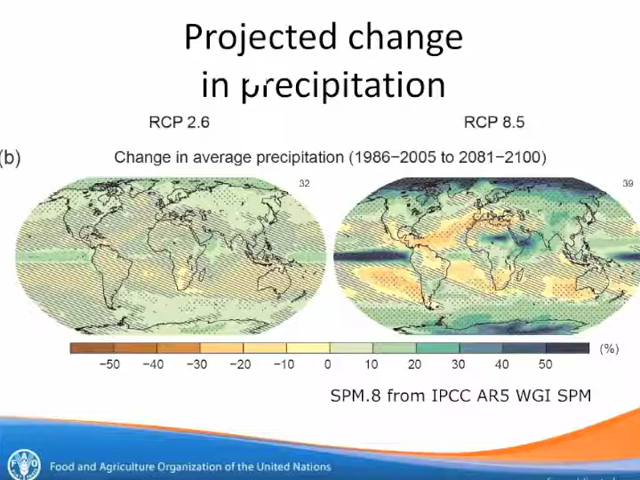 Projected change
in precipitation
RCP 2.6
RCP 8.5
(b)
Change in average precipitation (1986−2005 to 2081−2100)
32
39
−50 −40 −30 −20 −10 0 10 20 30 40 50 (%)
SPM.8 from IPCC AR5 WGI SPM
Food and Agriculture Organization of the United Nations